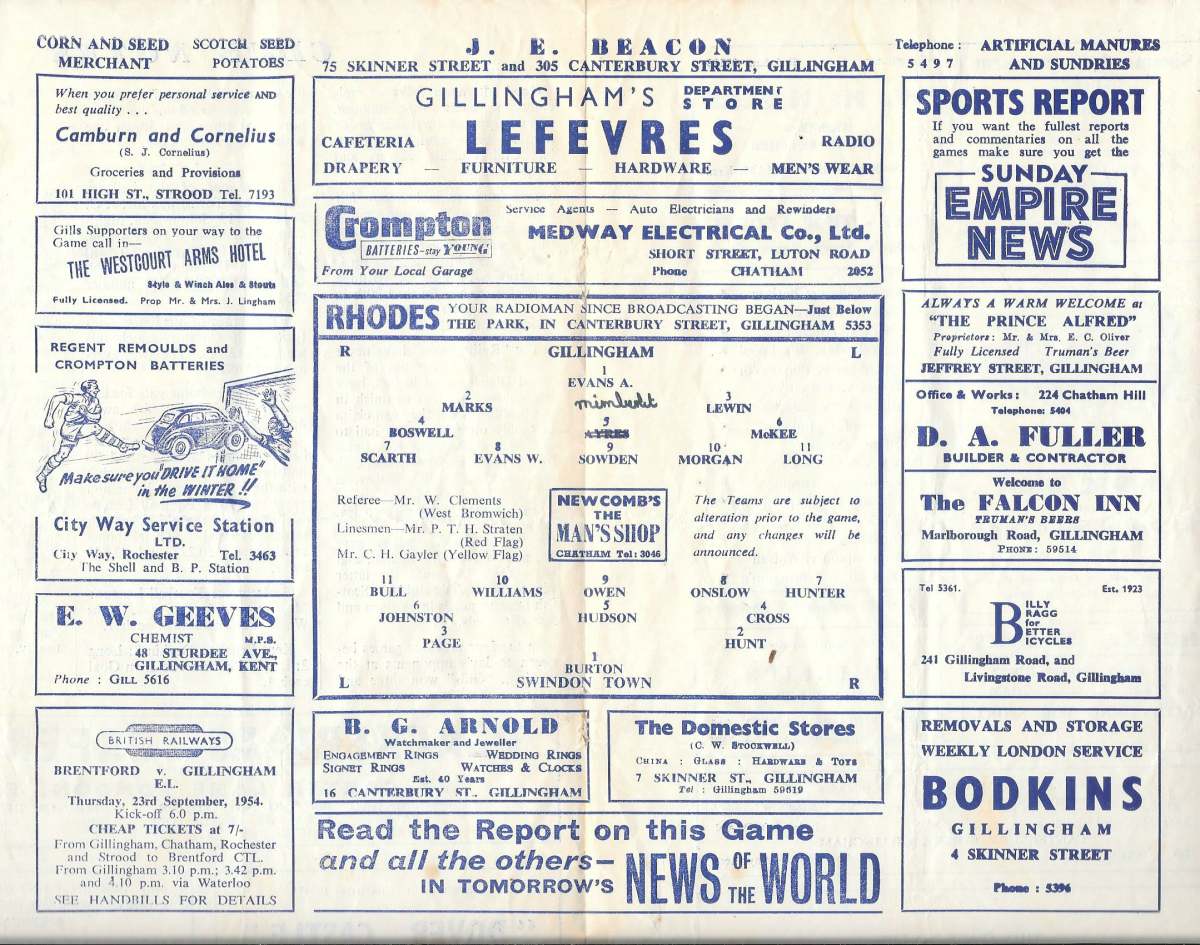 CORN AND SEED MERCHANT
SCOTCH SEED POTATOES
J. E. BEACON
75 SKINNER STREET and 305 CANTERBURY STREET, GILLINGHAM
Telephone : 5 4 9 7
ARTIFICIAL MANURES AND SUNDRIES
When you prefer personal service AND
best quality . . .
Camburn and Cornelius
(S. J. Cornelius)
Groceries and Provisions
101 HIGH ST., STROOD Tel. 7193
Gills Supporters on your way to the
Game call in—
THE WESTCOURT ARMS HOTEL
Style & Winch Ales & Stouts
Fully Licensed. Prop Mr. & Mrs. J. Lingham
REGENT REMOULDS and
CROMPTON BATTERIES
Make sure you "DRIVE IT HOME"
in the WINTER !!
City Way Service Station
LTD.
City Way, Rochester Tel. 3463
The Shell and B. P. Station
E. W. GEEVES
CHEMIST M.P.S.
48 STURDEE AVE.,
GILLINGHAM, KENT
Phone : GILL 5616
BRITISH RAILWAYS
BRENTFORD v. GILLINGHAM
E.L.
Thursday, 23rd September, 1954.
Kick-off 6.0 p.m.
CHEAP TICKETS at 7/-
From Gillingham, Chatham, Rochester
and Strood to Brentford CTL.
From Gillingham 3.10 p.m.; 3.42 p.m.
and 4.10 p.m. via Waterloo
SEE HANDBILLS FOR DETAILS
GILLINGHAM'S DEPARTMENT STORE
LEFEVRES
CAFETERIA RADIO
DRAPERY — FURNITURE — HARDWARE — MEN'S WEAR
Crompton
BATTERIES—stay YOUNG
From Your Local Garage
Service Agents — Auto Electricians and Rewinders
MEDWAY ELECTRICAL Co., Ltd.
SHORT STREET, LUTON ROAD
Phone CHATHAM 2052
RHODES YOUR RADIOMAN SINCE BROADCASTING BEGAN—Just Below
THE PARK, IN CANTERBURY STREET, GILLINGHAM 5353
R GILLINGHAM L
1
EVANS A.
2 3
MARKS LEWIN
4 5 6
BOSWELL AYRES McKEE
7 8 9 10 11
SCARTH EVANS W. SOWDEN MORGAN LONG
Referee—Mr. W. Clements
(West Bromwich)
Linesmen—Mr. P. T. H. Straten
(Red Flag)
Mr. C. H. Gayler (Yellow Flag)
NEWCOMB'S
THE
MAN'S SHOP
CHATHAM Tel: 3046
The Teams are subject to
alteration prior to the game,
and any changes will be
announced.
11 10 9 8 7
BULL WILLIAMS OWEN ONSLOW HUNTER
6 5 4
JOHNSTON HUDSON CROSS
3 2
PAGE HUNT
1
BURTON
L SWINDON TOWN R
B. G. ARNOLD
Watchmaker and Jeweller
ENGAGEMENT RINGS — WEDDING RINGS
SIGNET RINGS WATCHES & CLOCKS
Est. 40 Years
16 CANTERBURY ST., GILLINGHAM
The Domestic Stores
(C. W. STOCKWELL)
CHINA : GLASS : HARDWARE & TOYS
7 SKINNER ST., GILLINGHAM
Tel : Gillingham 59619
Read the Report on this Game
and all the others—
IN TOMORROW'S NEWS OF THE WORLD
SPORTS REPORT
If you want the fullest reports
and commentaries on all the
games make sure you get the
SUNDAY
EMPIRE
NEWS
ALWAYS A WARM WELCOME at
"THE PRINCE ALFRED"
Proprietors: Mr. & Mrs. E. C. Oliver
Fully Licensed Truman's Beer
JEFFREY STREET, GILLINGHAM
Office & Works : 224 Chatham Hill
Telephone: 5404
D. A. FULLER
BUILDER & CONTRACTOR
Welcome to
The FALCON INN
TRUMAN'S BEERS
Marlborough Road, GILLINGHAM
PHONE: 59514
Tel 5361. Est. 1923
BILLY
RAGG
for
BETTER
BICYCLES
241 Gillingham Road, and
Livingstone Road, Gillingham
REMOVALS AND STORAGE
WEEKLY LONDON SERVICE
BODKINS
GILLINGHAM
4 SKINNER STREET
Phone : 5396